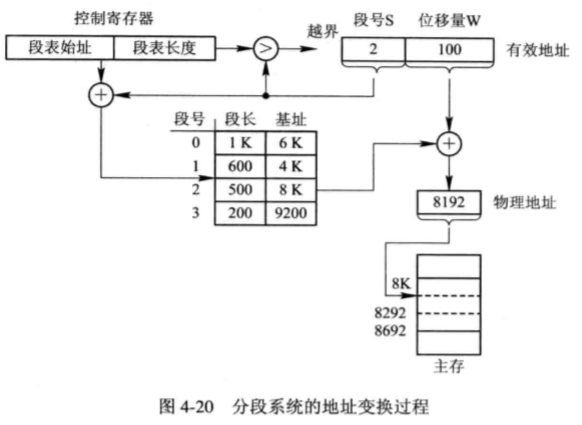 控制寄存器
段表始址 段表长度
>
越界
段号S 位移量W
2 100
有效地址
+
段号 段长 基址
0 1 K 6 K
1 600 4 K
2 500 8 K
3 200 9200
+
8192
物理地址
8K
8292
8692
主存
图 4-20 分段系统的地址变换过程